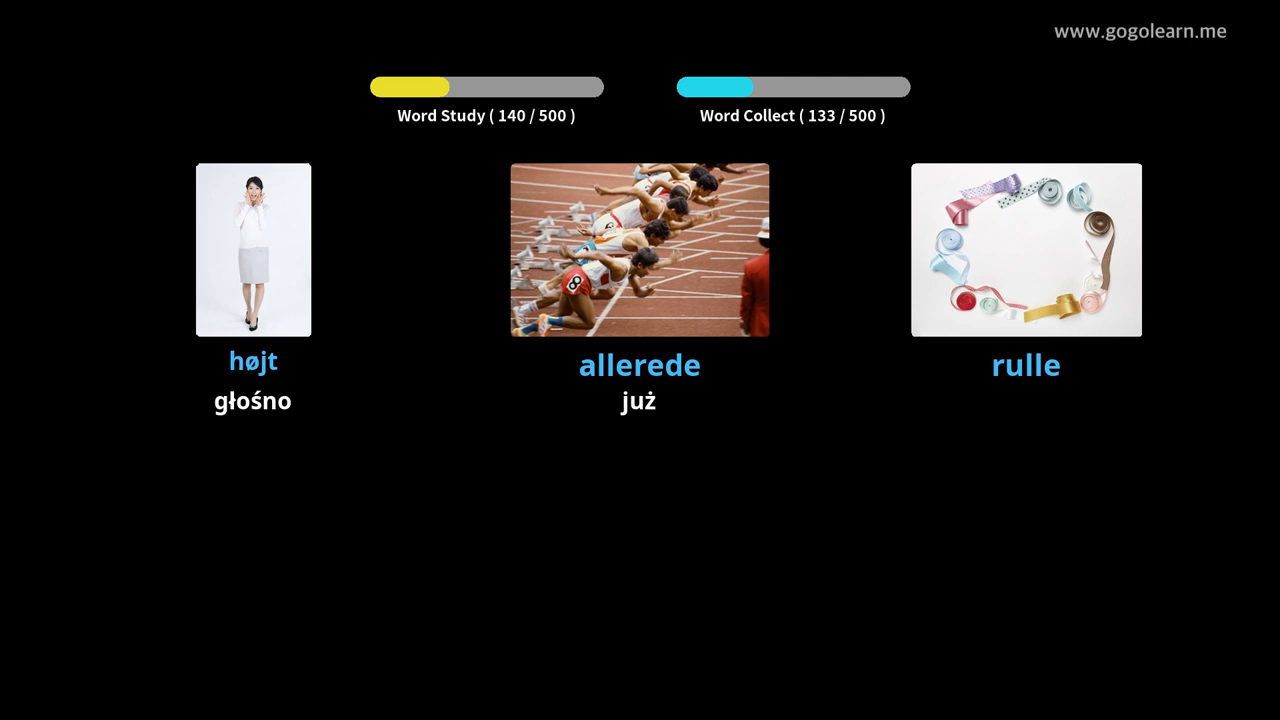 www.gogolearn.me
Word Study ( 140 / 500 )
Word Collect ( 133 / 500 )
højt
głośno
allerede
już
rulle